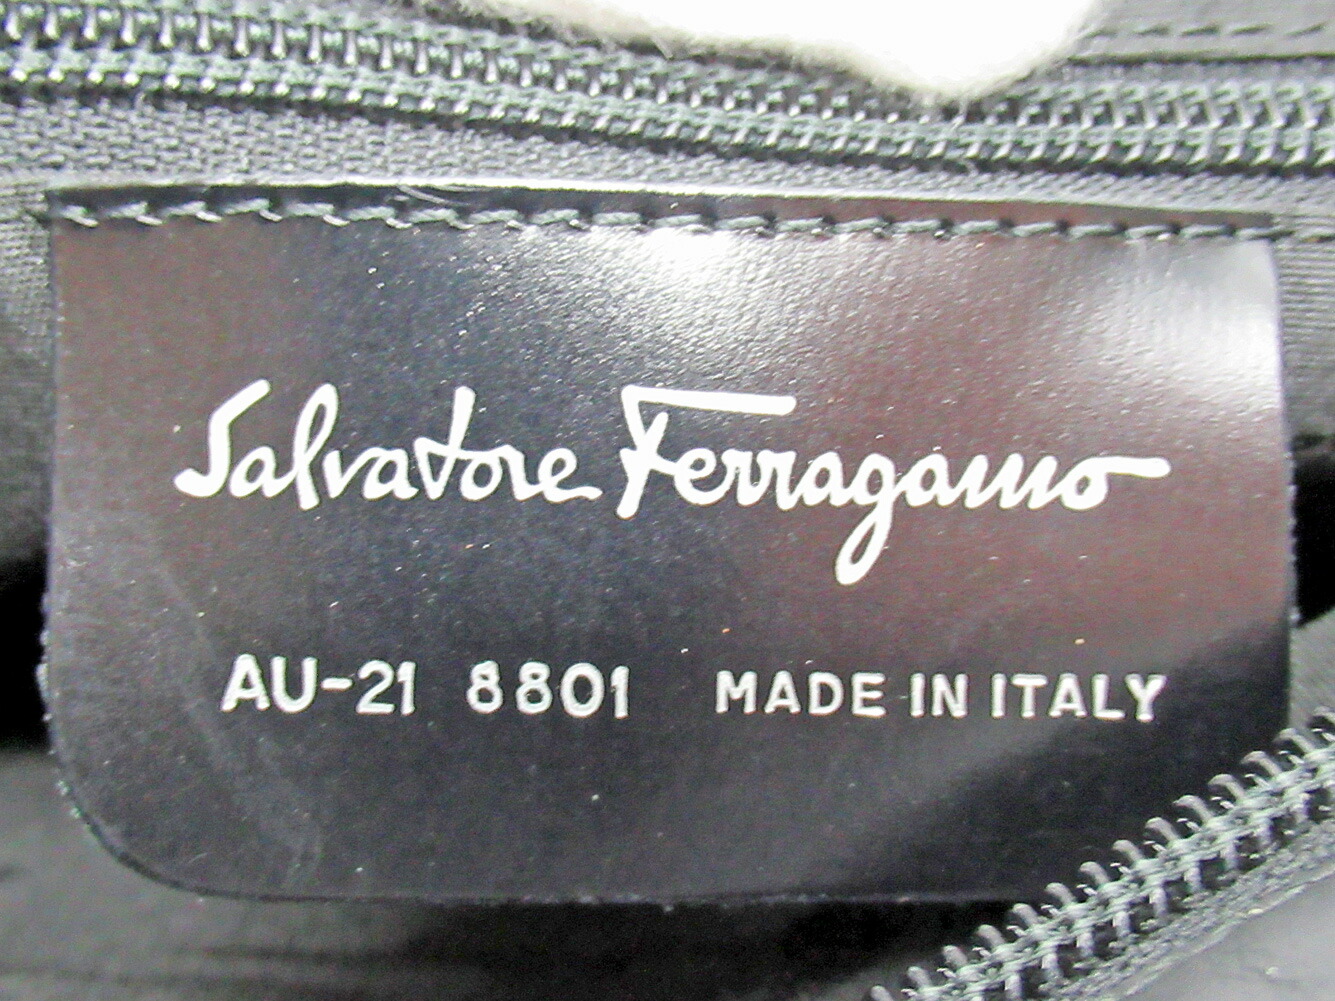 Salvatore Ferragamo
AU-21 8801 MADE IN ITALY